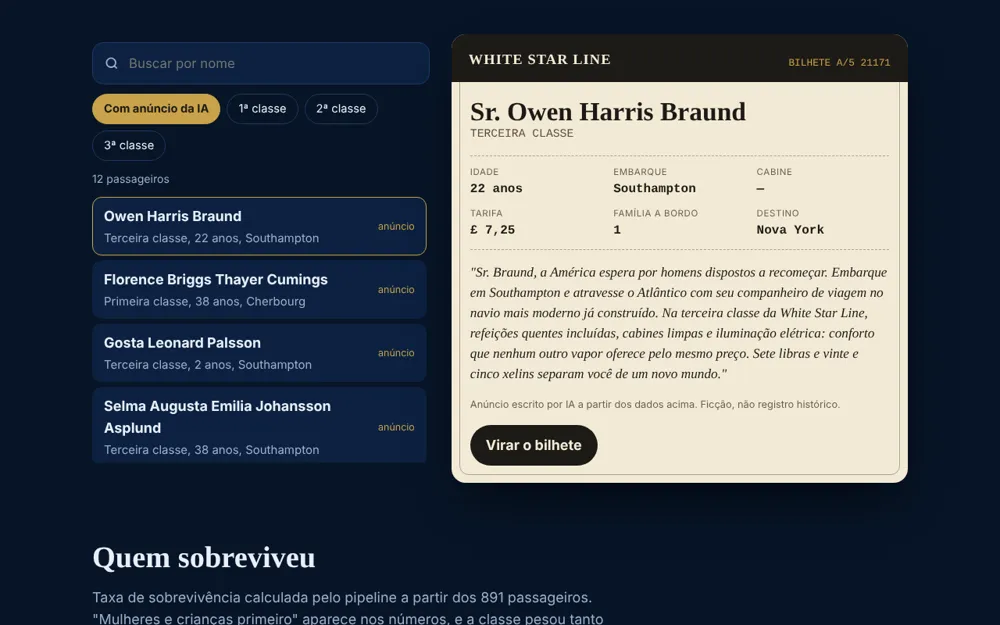 Buscar por nome
Com anúncio da IA
1ª classe
2ª classe
3ª classe
12 passageiros
Owen Harris Braund
Terceira classe, 22 anos, Southampton
anúncio
Florence Briggs Thayer Cumings
Primeira classe, 38 anos, Cherbourg
anúncio
Gosta Leonard Palsson
Terceira classe, 2 anos, Southampton
anúncio
Selma Augusta Emilia Johansson
Asplund
Terceira classe, 38 anos, Southampton
anúncio
WHITE STAR LINE
BILHETE A/5 21171
Sr. Owen Harris Braund
TERCEIRA CLASSE
IDADE
22 anos
EMBARQUE
Southampton
CABINE
—
TARIFA
£ 7,25
FAMÍLIA A BORDO
1
DESTINO
Nova York
"Sr. Braund, a América espera por homens dispostos a recomeçar. Embarque
em Southampton e atravesse o Atlântico com seu companheiro de viagem no
navio mais moderno já construído. Na terceira classe da White Star Line,
refeições quentes incluídas, cabines limpas e iluminação elétrica: conforto
que nenhum outro vapor oferece pelo mesmo preço. Sete libras e vinte e
cinco xelins separam você de um novo mundo."
Anúncio escrito por IA a partir dos dados acima. Ficção, não registro histórico.
Virar o bilhete
Quem sobreviveu
Taxa de sobrevivência calculada pelo pipeline a partir dos 891 passageiros.
"Mulheres e crianças primeiro" aparece nos números, e a classe pesou tanto